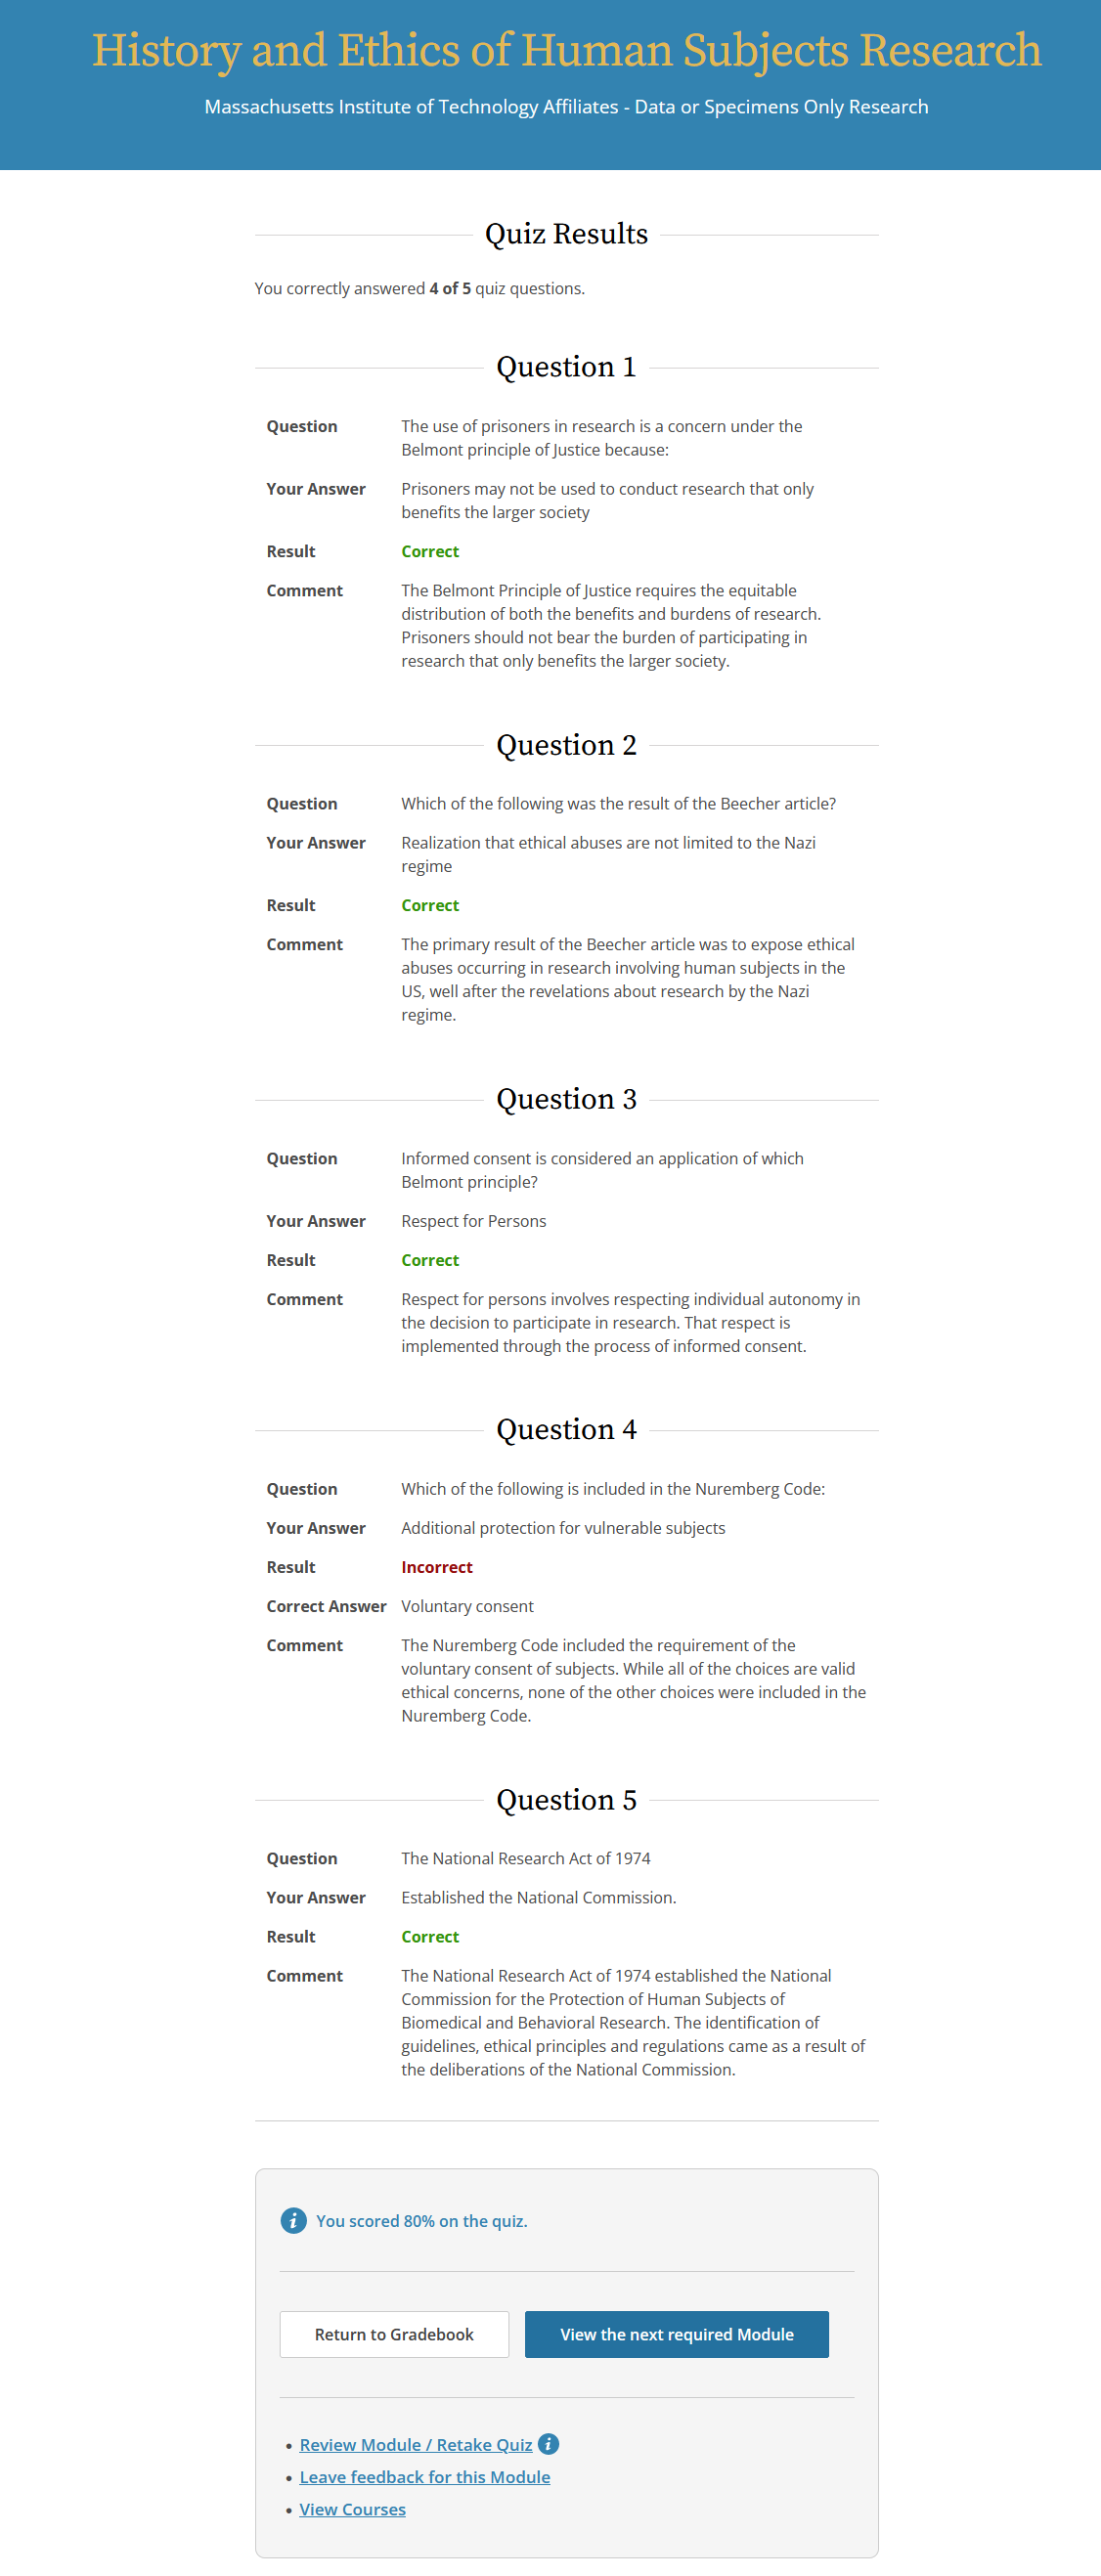 History and Ethics of Human Subjects Research
Massachusetts Institute of Technology Affiliates - Data or Specimens Only Research
Quiz Results
You correctly answered 4 of 5 quiz questions.
Question 1
Question The use of prisoners in research is a concern under the
Belmont principle of Justice because:
Your Answer Prisoners may not be used to conduct research that only
benefits the larger society
Result Correct
Comment The Belmont Principle of Justice requires the equitable
distribution of both the benefits and burdens of research.
Prisoners should not bear the burden of participating in
research that only benefits the larger society.
Question 2
Question Which of the following was the result of the Beecher article?
Your Answer Realization that ethical abuses are not limited to the Nazi
regime
Result Correct
Comment The primary result of the Beecher article was to expose ethical
abuses occurring in research involving human subjects in the
US, well after the revelations about research by the Nazi
regime.
Question 3
Question Informed consent is considered an application of which
Belmont principle?
Your Answer Respect for Persons
Result Correct
Comment Respect for persons involves respecting individual autonomy in
the decision to participate in research. That respect is
implemented through the process of informed consent.
Question 4
Question Which of the following is included in the Nuremberg Code:
Your Answer Additional protection for vulnerable subjects
Result Incorrect
Correct Answer Voluntary consent
Comment The Nuremberg Code included the requirement of the
voluntary consent of subjects. While all of the choices are valid
ethical concerns, none of the other choices were included in the
Nuremberg Code.
Question 5
Question The National Research Act of 1974
Your Answer Established the National Commission.
Result Correct
Comment The National Research Act of 1974 established the National
Commission for the Protection of Human Subjects of
Biomedical and Behavioral Research. The identification of
guidelines, ethical principles and regulations came as a result of
the deliberations of the National Commission.
i You scored 80% on the quiz.
Return to Gradebook View the next required Module
• Review Module / Retake Quiz i
• Leave feedback for this Module
• View Courses